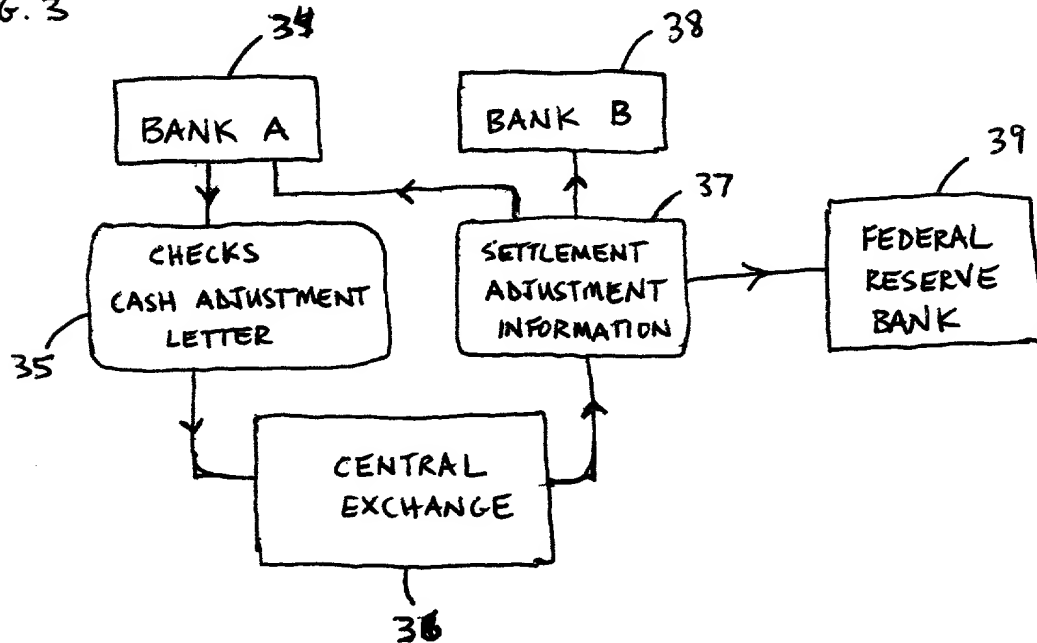 G. 3
34
38
BANK A
BANK B
39
37
CHECKS
CASH ADJUSTMENT
LETTER
SETTLEMENT
ADJUSTMENT
INFORMATION
FEDERAL
RESERVE
BANK
35
CENTRAL
EXCHANGE
36